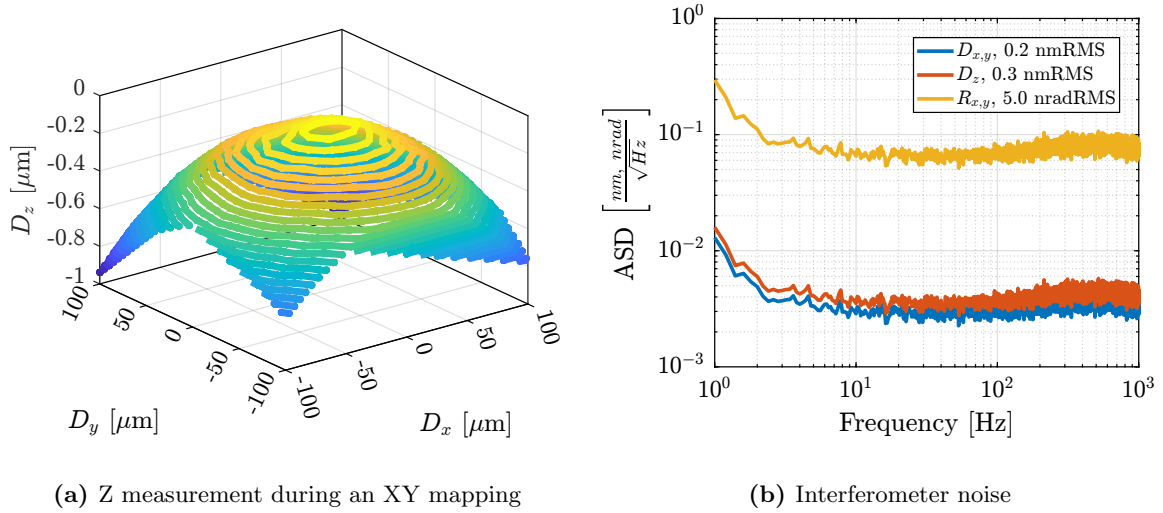 0
-0.2
-0.4
-0.6
-0.8
-1
D_z [μm]
100
50
0
-50
-100
D_y [μm]
-100
-50
0
50
100
D_x [μm]
(a) Z measurement during an XY mapping
10^0
10^-1
10^-2
10^-3
ASD [nm, nrad / √Hz]
D_x,y, 0.2 nmRMS
D_z, 0.3 nmRMS
R_x,y, 5.0 nradRMS
10^0 10^1 10^2 10^3
Frequency [Hz]
(b) Interferometer noise